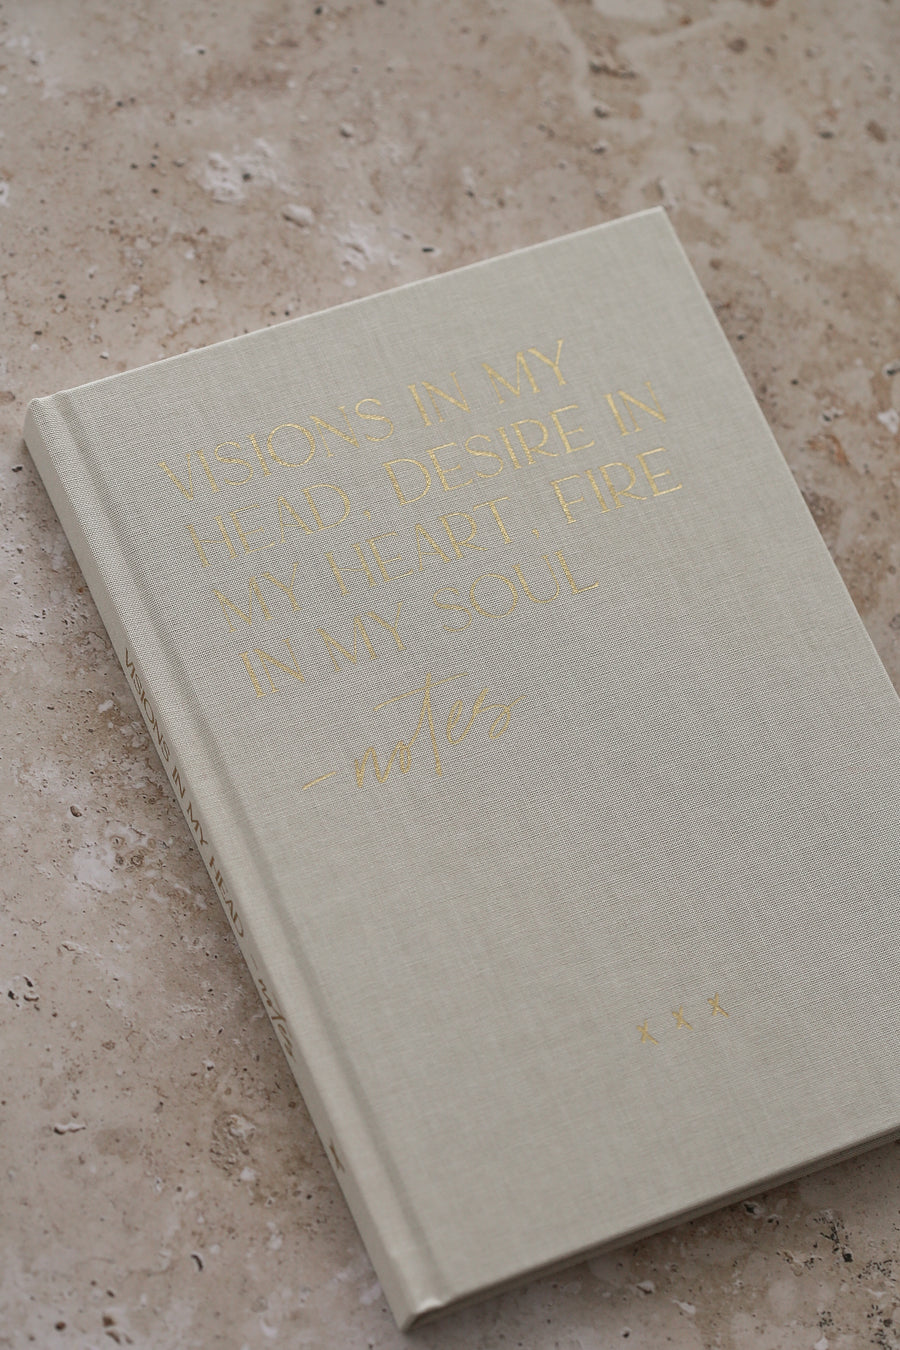 VISIONS IN MY
HEAD. DESIRE IN
MY HEART. FIRE
IN MY SOUL
-notes
x x x
VISIONS IN MY HEAD -notes